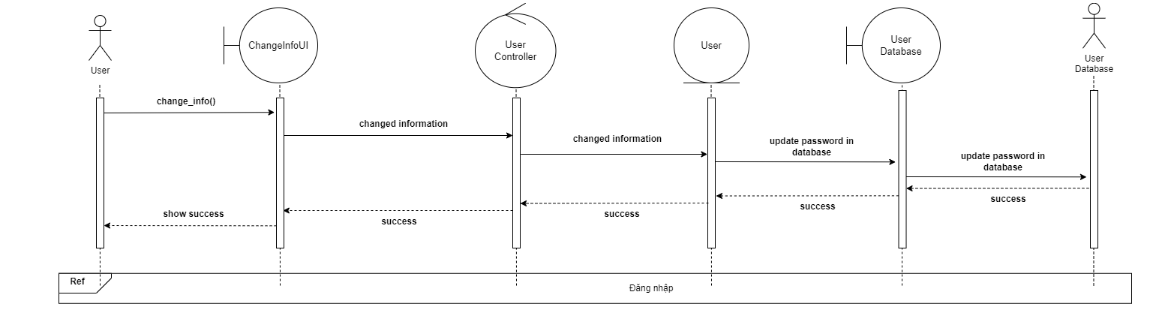 User
ChangeInfoUI
User
Controller
User
User
Database
User
Database
change_info()
changed information
changed information
update password in
database
update password in
database
success
success
success
success
show success
Ref
Đăng nhập